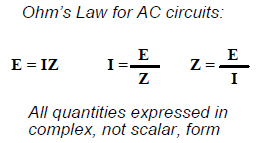 Ohm's Law for AC circuits:
E = IZ    I = E/Z    Z = E/I
All quantities expressed in
complex, not scalar, form